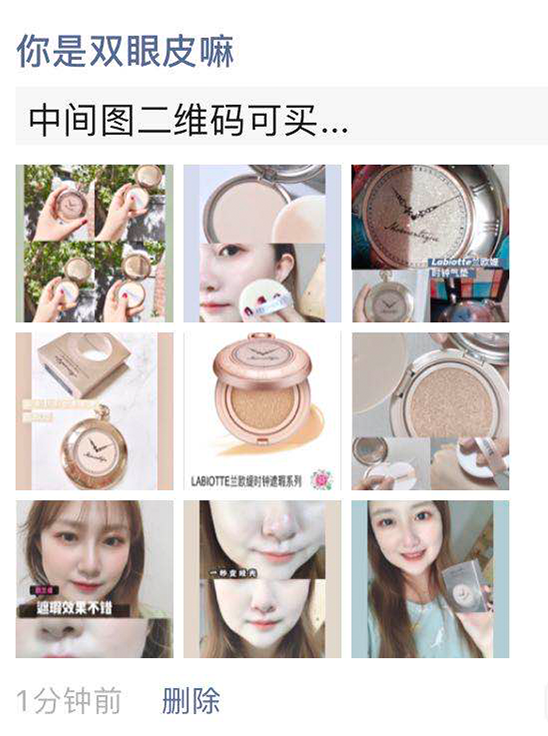 你是双眼皮嘛
中间图二维码可买...
Labiotte兰欧媞
时钟气垫
LABIOTTE兰欧缇时钟遮瑕系列
遮瑕效果不错
一秒变哑光
1分钟前
删除